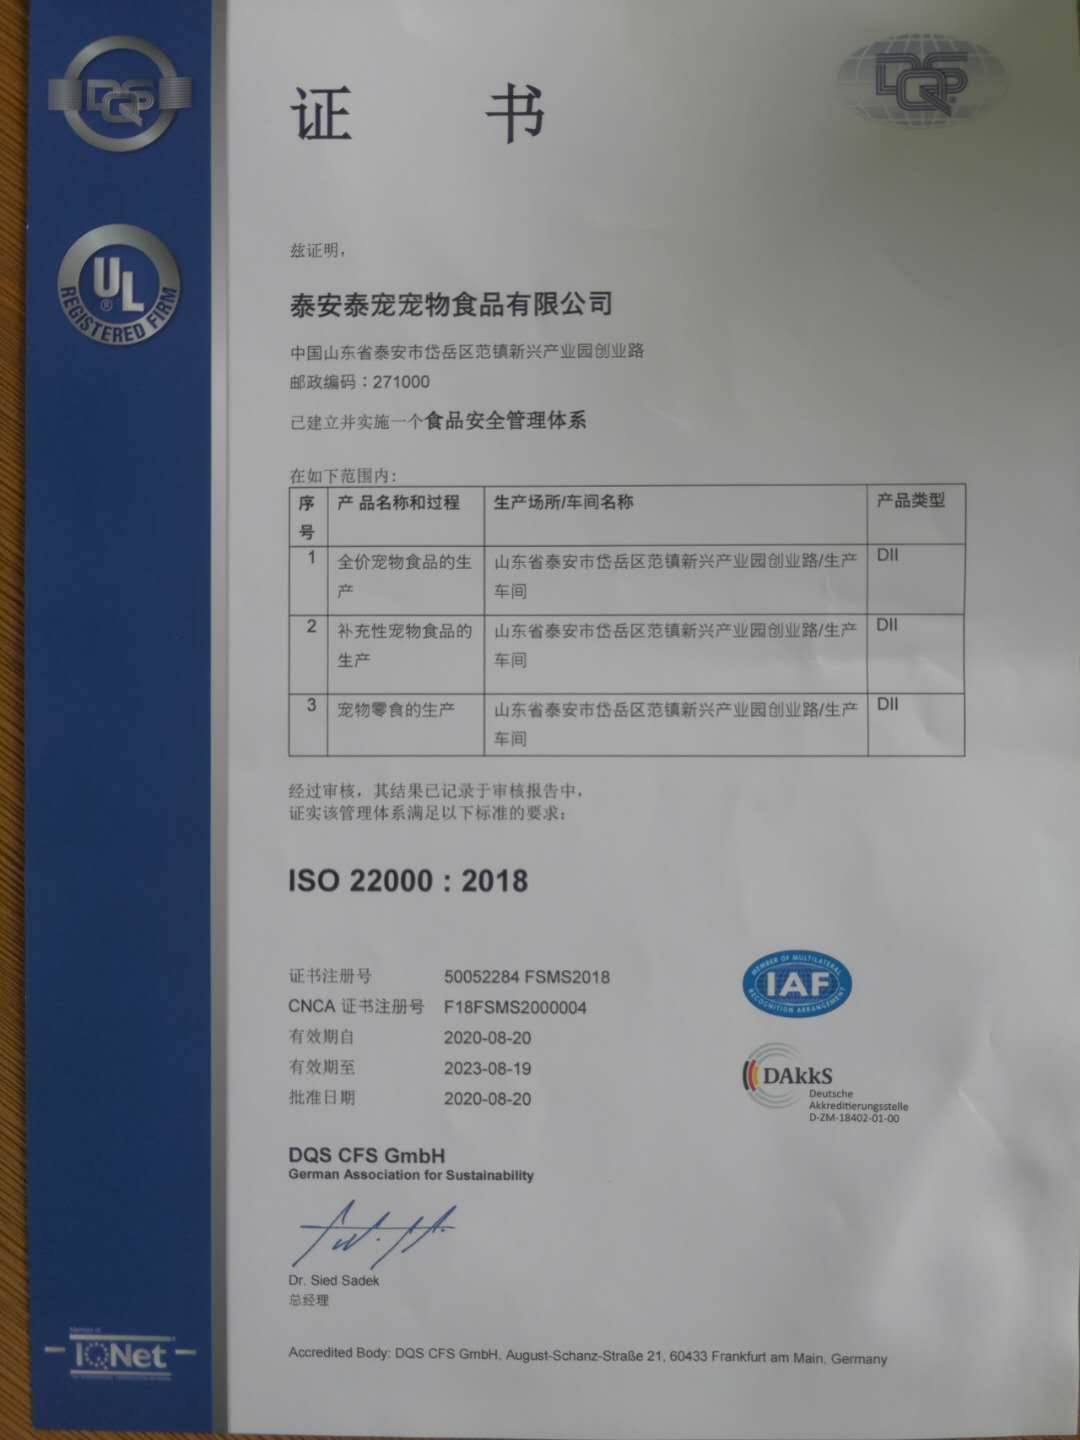 DQS
UL
®
REGISTERED FIRM
DQS
证 书
兹证明，
泰安泰宠宠物食品有限公司
中国山东省泰安市岱岳区范镇新兴产业园创业路
邮政编码：271000
已建立并实施一个食品安全管理体系
在如下范围内:
序号 产 品名称和过程 生产场所/车间名称 产品类型
1 全价宠物食品的生产 山东省泰安市岱岳区范镇新兴产业园创业路/生产车间 DII
2 补充性宠物食品的生产 山东省泰安市岱岳区范镇新兴产业园创业路/生产车间 DII
3 宠物零食的生产 山东省泰安市岱岳区范镇新兴产业园创业路/生产车间 DII
经过审核，其结果已记录于审核报告中，
证实该管理体系满足以下标准的要求：
ISO 22000 : 2018
证书注册号 50052284 FSMS2018
CNCA 证书注册号 F18FSMS2000004
有效期自 2020-08-20
有效期至 2023-08-19
批准日期 2020-08-20
MEMBER OF MULTILATERAL
IAF
RECOGNITION ARRANGEMENT
DAkkS
Deutsche
Akkreditierungsstelle
D-ZM-18402-01-00
DQS CFS GmbH
German Association for Sustainability
Dr. Sied Sadek
总经理
IQNet
Accredited Body: DQS CFS GmbH, August-Schanz-Straße 21, 60433 Frankfurt am Main, Germany